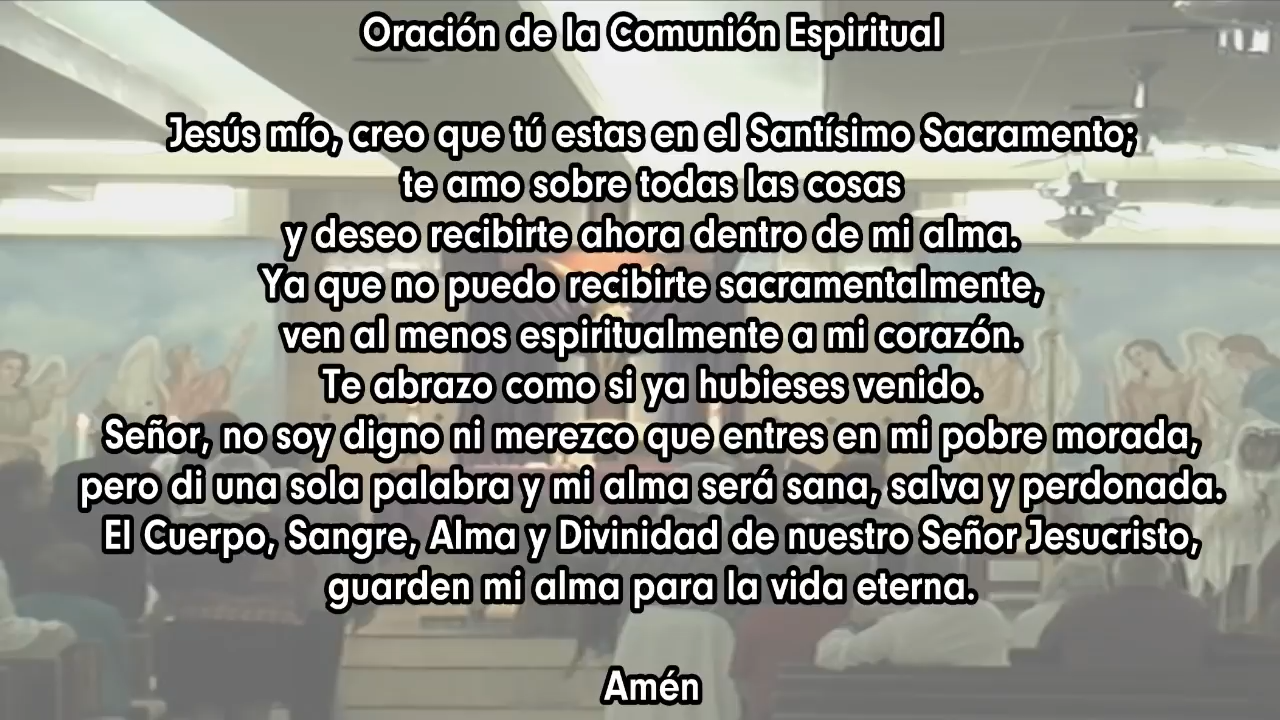 Oración de la Comunión Espiritual
Jesús mío, creo que tú estas en el Santísimo Sacramento;
te amo sobre todas las cosas
y deseo recibirte ahora dentro de mi alma.
Ya que no puedo recibirte sacramentalmente,
ven al menos espiritualmente a mi corazón.
Te abrazo como si ya hubieses venido.
Señor, no soy digno ni merezco que entres en mi pobre morada,
pero di una sola palabra y mi alma será sana, salva y perdonada.
El Cuerpo, Sangre, Alma y Divinidad de nuestro Señor Jesucristo,
guarden mi alma para la vida eterna.
Amén